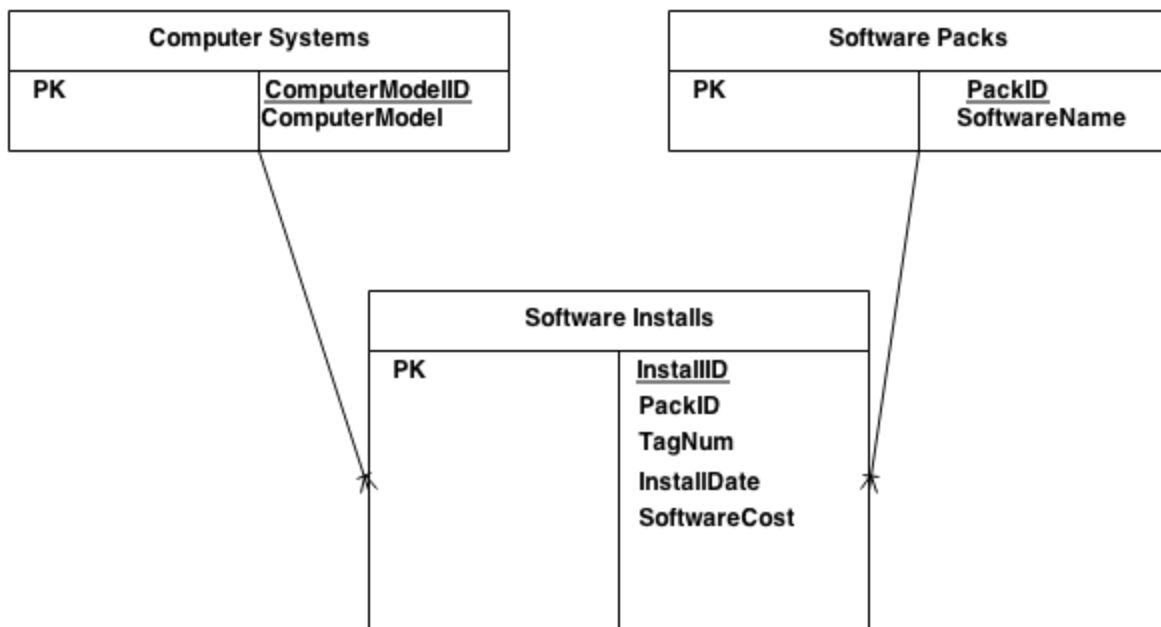 Computer Systems
PK
ComputerModelID
ComputerModel
Software Packs
PK
PackID
SoftwareName
Software Installs
PK
InstallID
PackID
TagNum
InstallDate
SoftwareCost